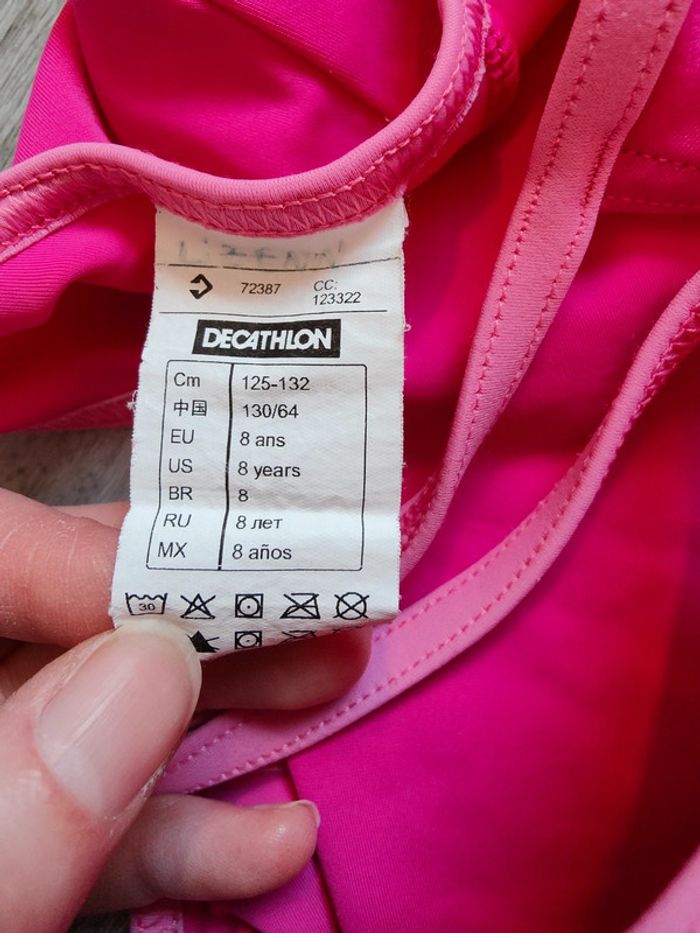 72387 CC: 123322
DECATHLON
Cm 125-132
中国 130/64
EU 8 ans
US 8 years
BR 8
RU 8 лет
MX 8 años
30